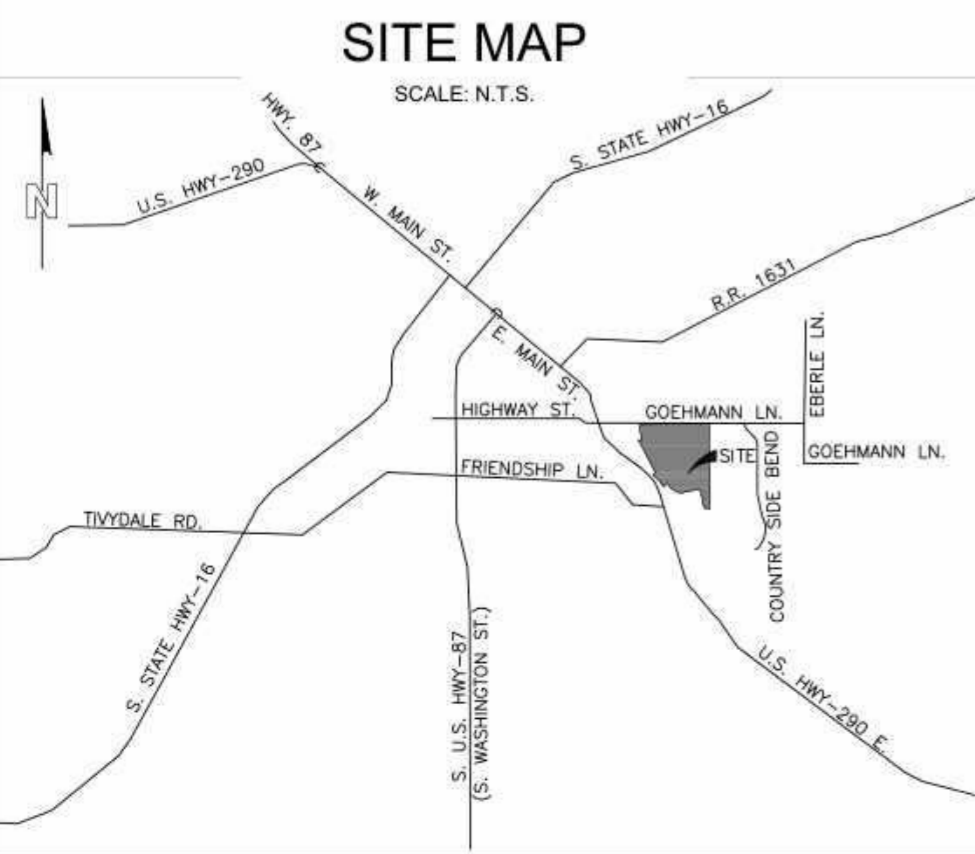 SITE MAP
SCALE: N.T.S.
N
HWY. 87
U.S. HWY-290
W. MAIN ST.
S. STATE HWY-16
R.R. 1631
E. MAIN ST.
EBERLE LN.
HIGHWAY ST.
GOEHMANN LN.
GOEHMANN LN.
SITE
COUNTRY SIDE BEND
FRIENDSHIP LN.
TIVYDALE RD.
S. STATE HWY-16
S. U.S. HWY-87
(S. WASHINGTON ST.)
U.S. HWY-290 E.